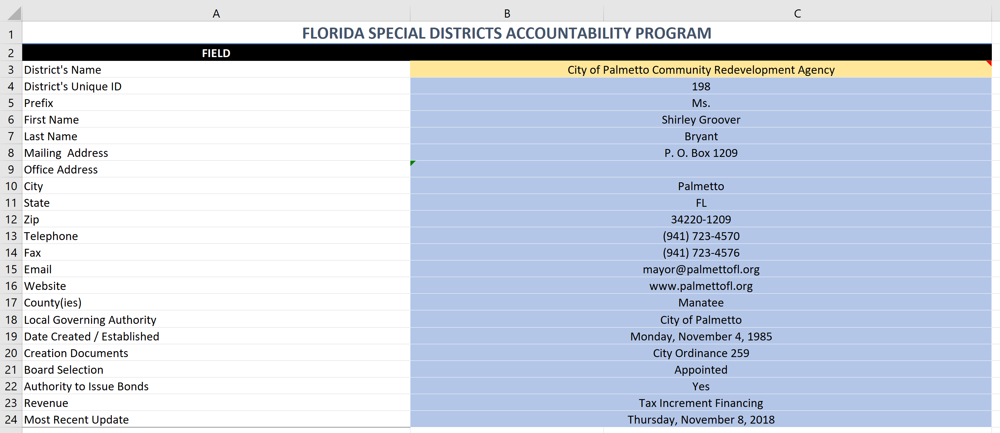 A B C
1 FLORIDA SPECIAL DISTRICTS ACCOUNTABILITY PROGRAM
2 FIELD
3 District's Name City of Palmetto Community Redevelopment Agency
4 District's Unique ID 198
5 Prefix Ms.
6 First Name Shirley Groover
7 Last Name Bryant
8 Mailing  Address P. O. Box 1209
9 Office Address
10 City Palmetto
11 State FL
12 Zip 34220-1209
13 Telephone (941) 723-4570
14 Fax (941) 723-4576
15 Email mayor@palmettofl.org
16 Website www.palmettofl.org
17 County(ies) Manatee
18 Local Governing Authority City of Palmetto
19 Date Created / Established Monday, November 4, 1985
20 Creation Documents City Ordinance 259
21 Board Selection Appointed
22 Authority to Issue Bonds Yes
23 Revenue Tax Increment Financing
24 Most Recent Update Thursday, November 8, 2018